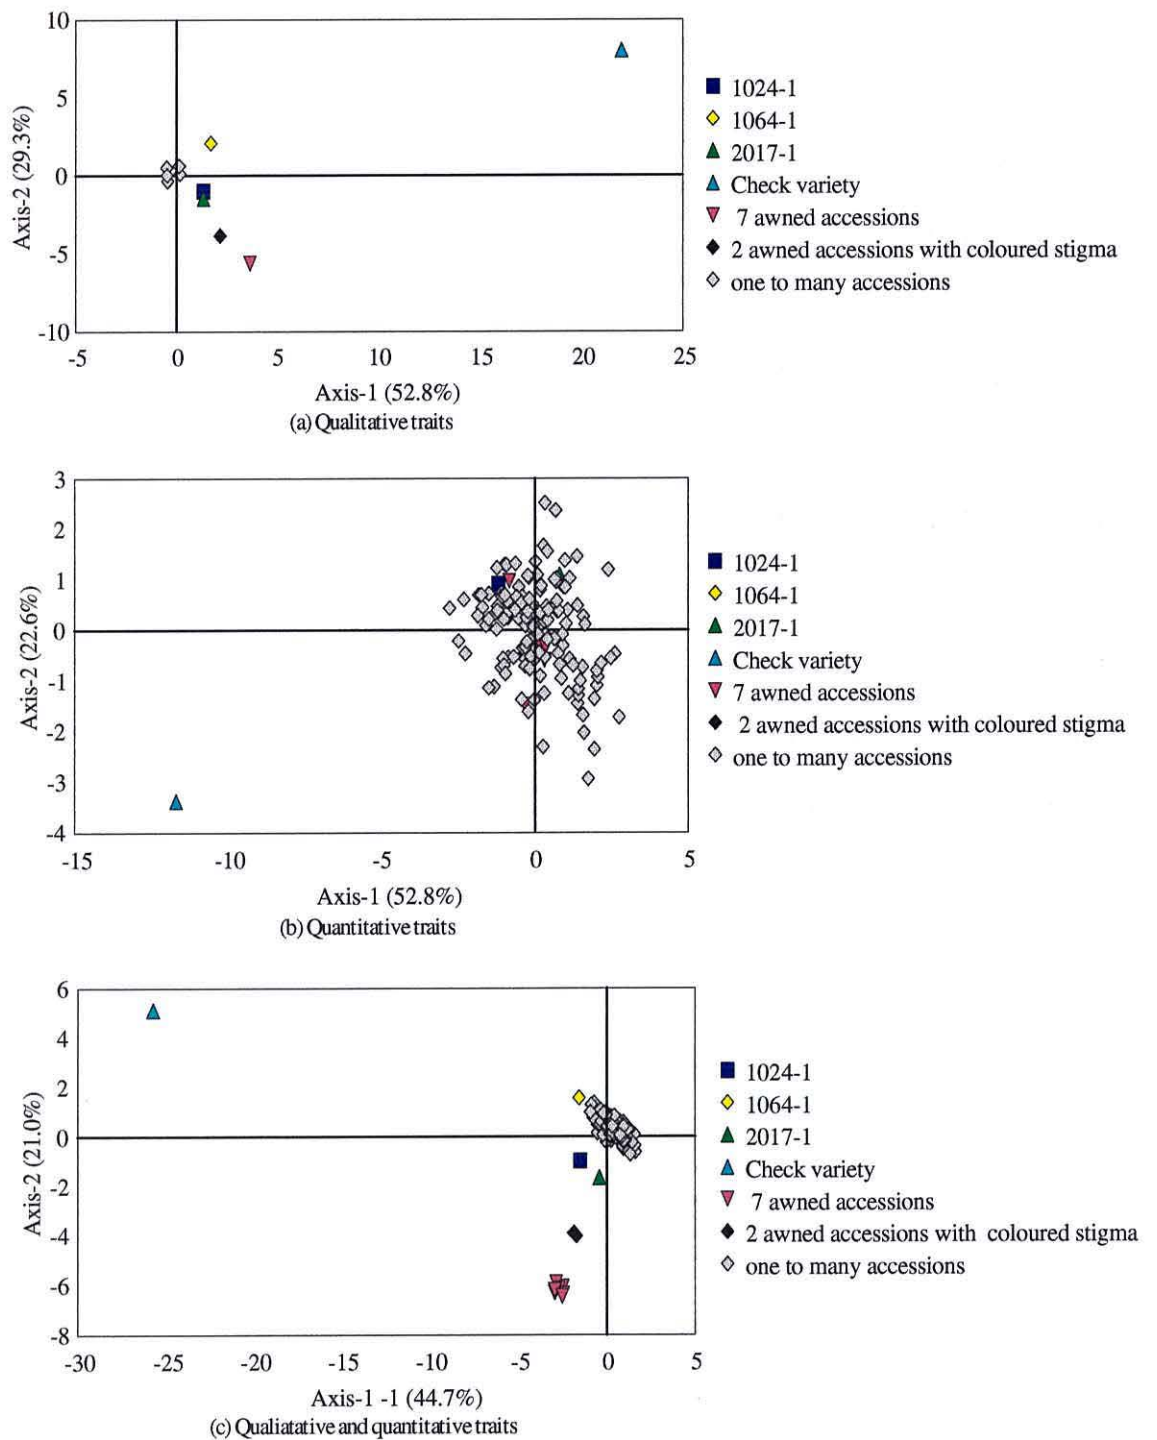 10
5
0
-5
-10
Axis-2 (29.3%)
-5 0 5 10 15 20 25
Axis-1 (52.8%)
(a) Qualitative traits
1024-1
1064-1
2017-1
Check variety
7 awned accessions
2 awned accessions with coloured stigma
one to many accessions
3
2
1
0
-1
-2
-3
-4
Axis-2 (22.6%)
-15 -10 -5 0 5
Axis-1 (52.8%)
(b) Quantitative traits
1024-1
1064-1
2017-1
Check variety
7 awned accessions
2 awned accessions with coloured stigma
one to many accessions
6
4
2
0
-2
-4
-6
-8
Axis-2 (21.0%)
-30 -25 -20 -15 -10 -5 0 5
Axis-1 -1 (44.7%)
(c) Qualiatative and quantitative traits
1024-1
1064-1
2017-1
Check variety
7 awned accessions
2 awned accessions with coloured stigma
one to many accessions